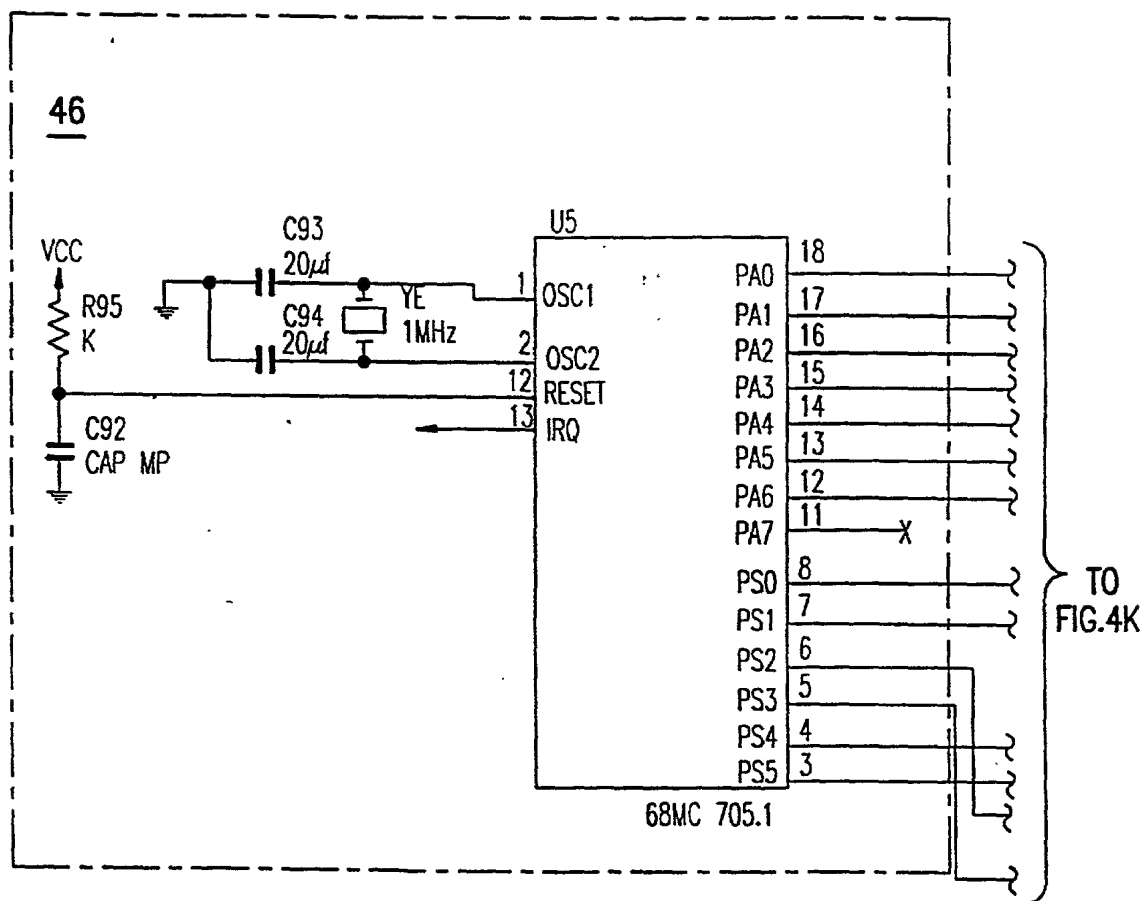 46
VCC
R95
K
C92
CAP MP
C93
20µf
C94
20µf
YE
1MHz
U5
1 OSC1
2 OSC2
12 RESET
13 IRQ
PA0 18
PA1 17
PA2 16
PA3 15
PA4 14
PA5 13
PA6 12
PA7 11
X
PS0 8
PS1 7
PS2 6
PS3 5
PS4 4
PS5 3
68MC 705.1
TO
FIG.4K